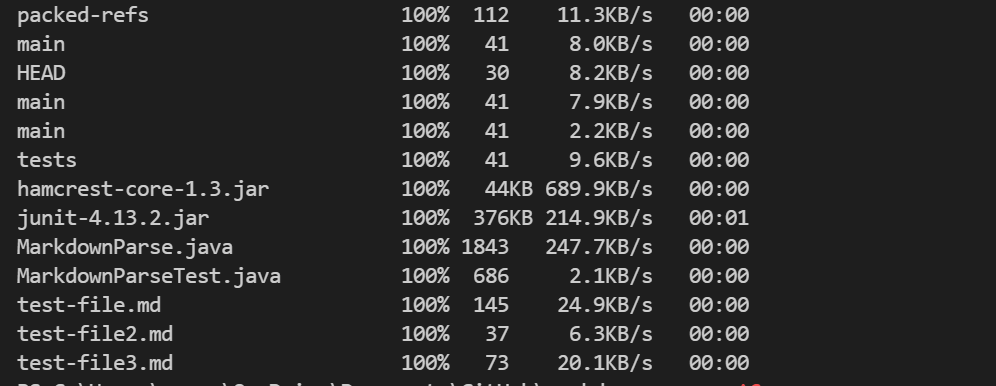 packed-refs 100% 112 11.3KB/s 00:00
main 100% 41 8.0KB/s 00:00
HEAD 100% 30 8.2KB/s 00:00
main 100% 41 7.9KB/s 00:00
main 100% 41 2.2KB/s 00:00
tests 100% 41 9.6KB/s 00:00
hamcrest-core-1.3.jar 100% 44KB 689.9KB/s 00:00
junit-4.13.2.jar 100% 376KB 214.9KB/s 00:01
MarkdownParse.java 100% 1843 247.7KB/s 00:00
MarkdownParseTest.java 100% 686 2.1KB/s 00:00
test-file.md 100% 145 24.9KB/s 00:00
test-file2.md 100% 37 6.3KB/s 00:00
test-file3.md 100% 73 20.1KB/s 00:00